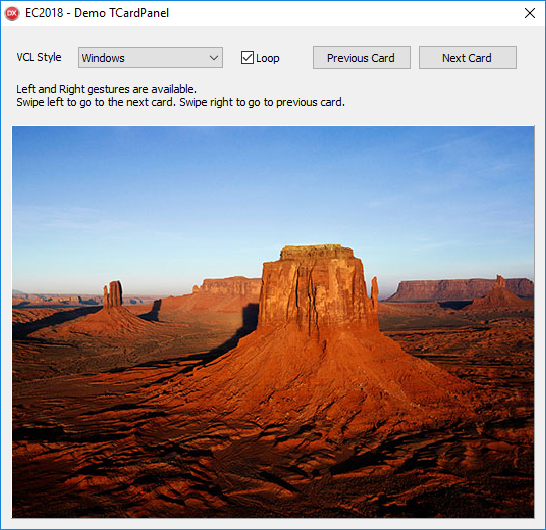 DX EC2018 - Demo TCardPanel
VCL Style Windows Loop Previous Card Next Card
Left and Right gestures are available.
Swipe left to go to the next card. Swipe right to go to previous card.